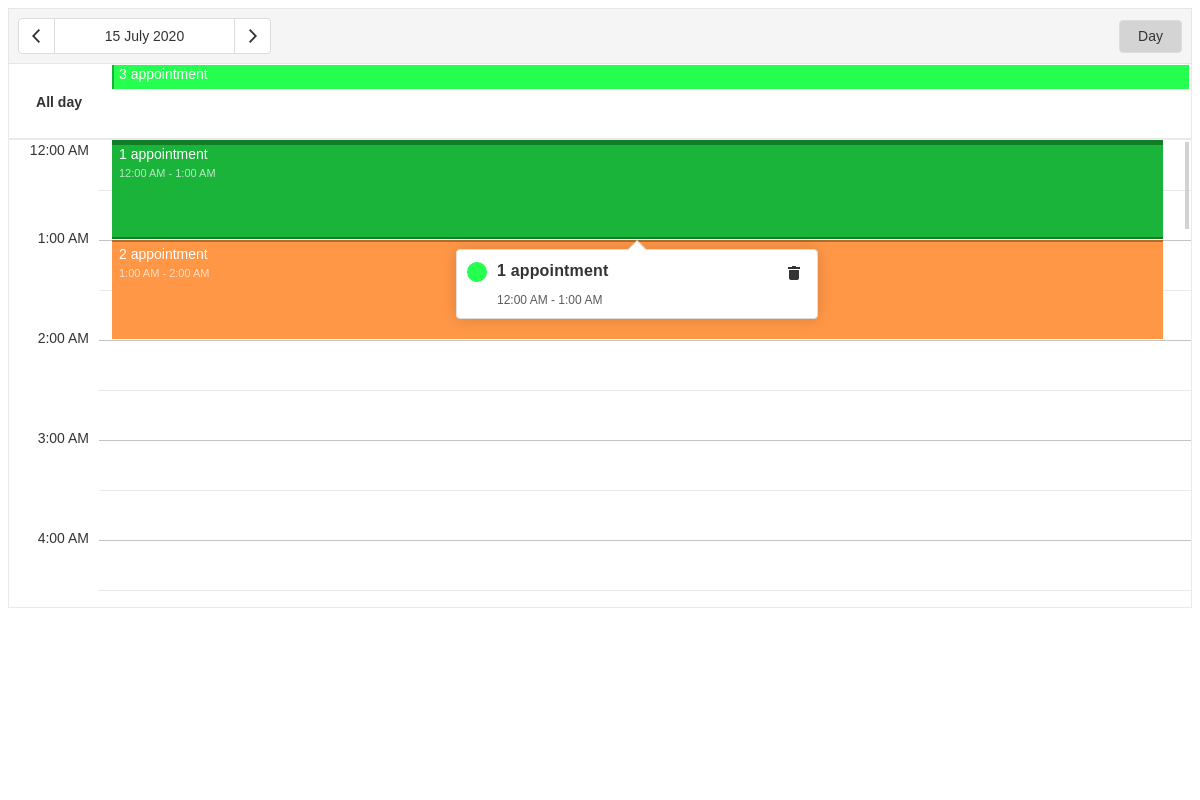 15 July 2020
Day
3 appointment
All day
12:00 AM
1 appointment
12:00 AM - 1:00 AM
1:00 AM
2 appointment
1:00 AM - 2:00 AM
1 appointment
12:00 AM - 1:00 AM
2:00 AM
3:00 AM
4:00 AM